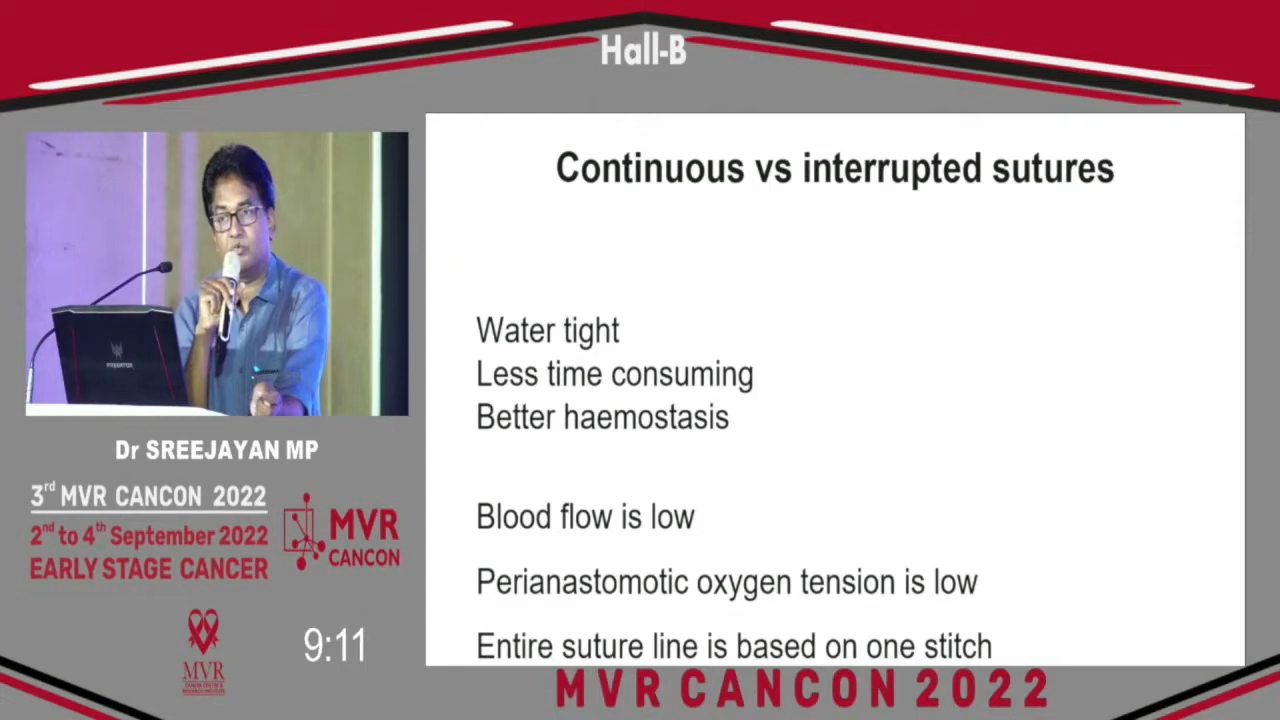 Hall-B
Continuous vs interrupted sutures
Water tight
Less time consuming
Better haemostasis
Blood flow is low
Perianastomotic oxygen tension is low
Entire suture line is based on one stitch
PREDATOR
Dr SREEJAYAN MP
3rd MVR CANCON 2022
2nd to 4th September 2022
EARLY STAGE CANCER
MVR
CANCON
MVR
9:11
MVR CANCON 2022